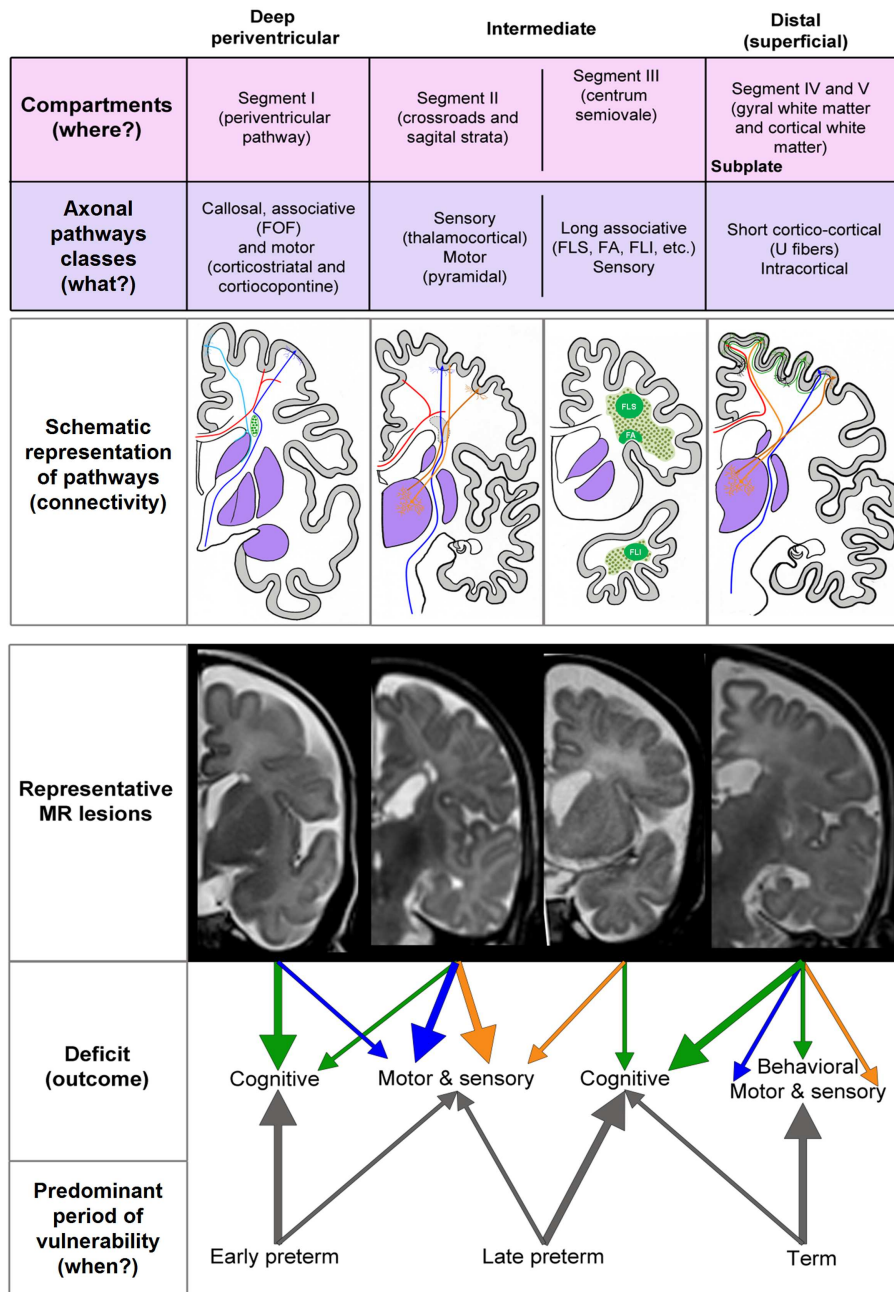 Deep
periventricular
Intermediate
Distal
(superficial)
Compartments
(where?)
Segment I
(periventricular
pathway)
Segment II
(crossroads and
sagital strata)
Segment III
(centrum
semiovale)
Segment IV and V
(gyral white matter
and cortical white
matter)
Subplate
Axonal
pathways
classes
(what?)
Callosal, associative
(FOF)
and motor
(corticostriatal and
cortiocopontine)
Sensory
(thalamocortical)
Motor
(pyramidal)
Long associative
(FLS, FA, FLI, etc.)
Sensory
Short cortico-cortical
(U fibers)
Intracortical
Schematic
representation
of pathways
(connectivity)
FLS
FA
FLI
Representative
MR lesions
Deficit
(outcome)
Cognitive
Motor & sensory
Cognitive
Behavioral
Motor & sensory
Predominant
period of
vulnerability
(when?)
Early preterm
Late preterm
Term